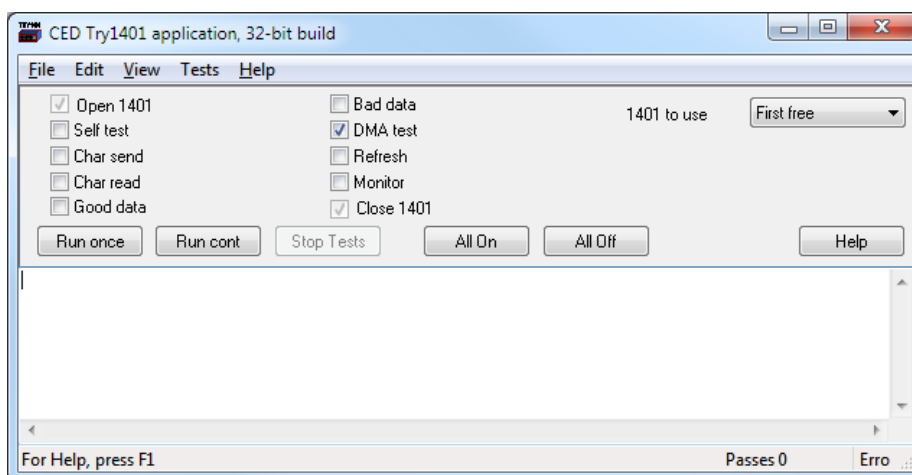 CED Try1401 application, 32-bit build
File Edit View Tests Help
Open 1401 Bad data 1401 to use First free
Self test DMA test
Char send Refresh
Char read Monitor
Good data Close 1401
Run once Run cont Stop Tests All On All Off Help
For Help, press F1 Passes 0 Erro